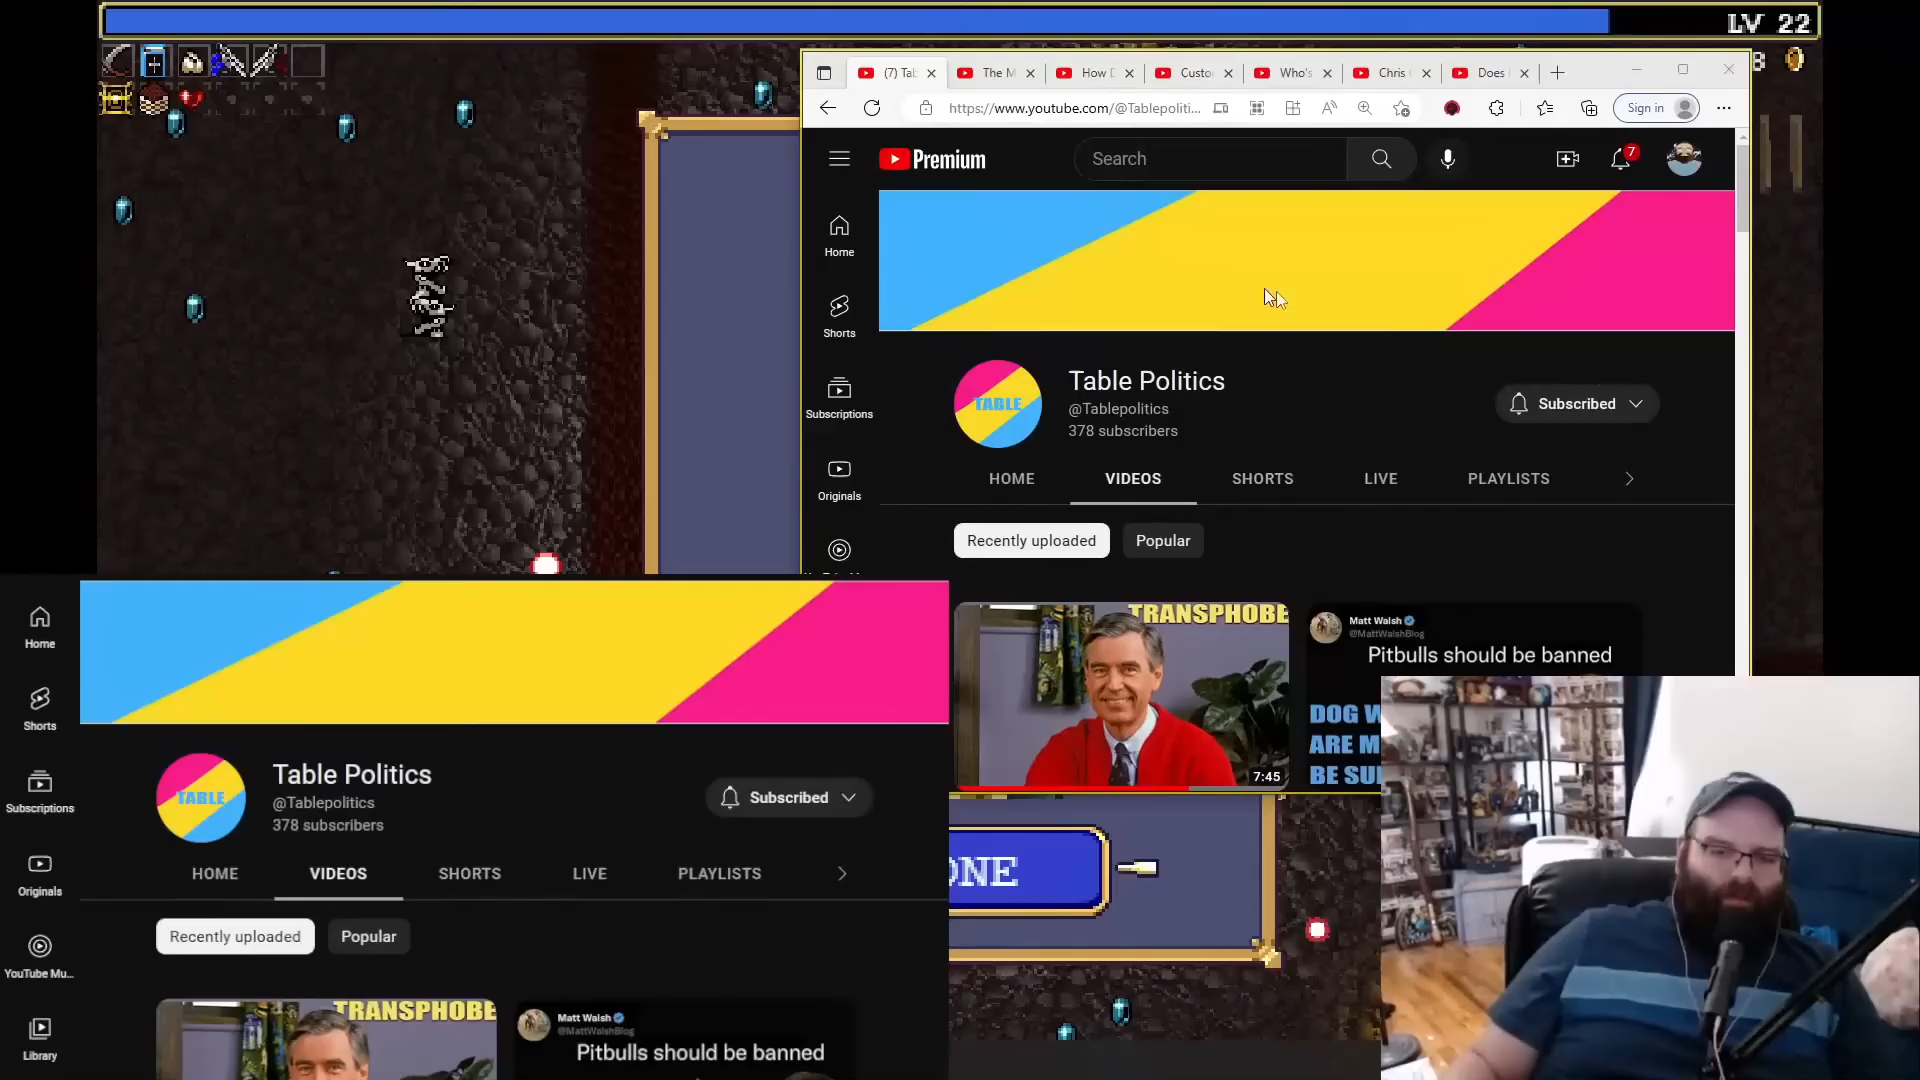 LV 22
8
(7) Tab
The M
How D
Custo
Who's
Chris
Does
https://www.youtube.com/@Tablepoliti...
Sign in
Premium
Search
7
Home
Shorts
Subscriptions
Originals
Table Politics
@Tablepolitics
378 subscribers
Subscribed
HOME
VIDEOS
SHORTS
LIVE
PLAYLISTS
Recently uploaded
Popular
TRANSPHOBE
7:45
Matt Walsh
@MattWalshBlog
Pitbulls should be banned
DOG W
ARE M
BE SU
TABLE
Home
Shorts
Subscriptions
Originals
YouTube Mu...
Library
Table Politics
@Tablepolitics
378 subscribers
Subscribed
TABLE
HOME
VIDEOS
SHORTS
LIVE
PLAYLISTS
Recently uploaded
Popular
TRANSPHOBE
Matt Walsh
@MattWalshBlog
Pitbulls should be banned
ONE